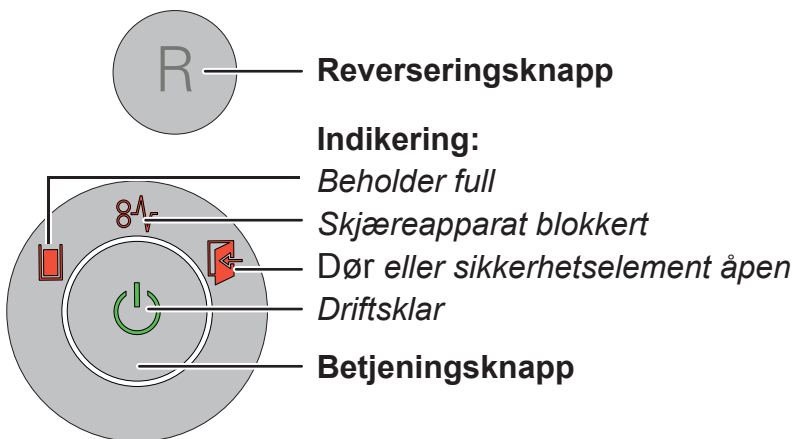 R
Reverseringsknapp
Indikering:
Beholder full
Skjæreapparat blokkert
Dør eller sikkerhetselement åpen
Driftsklar
Betjeningsknapp